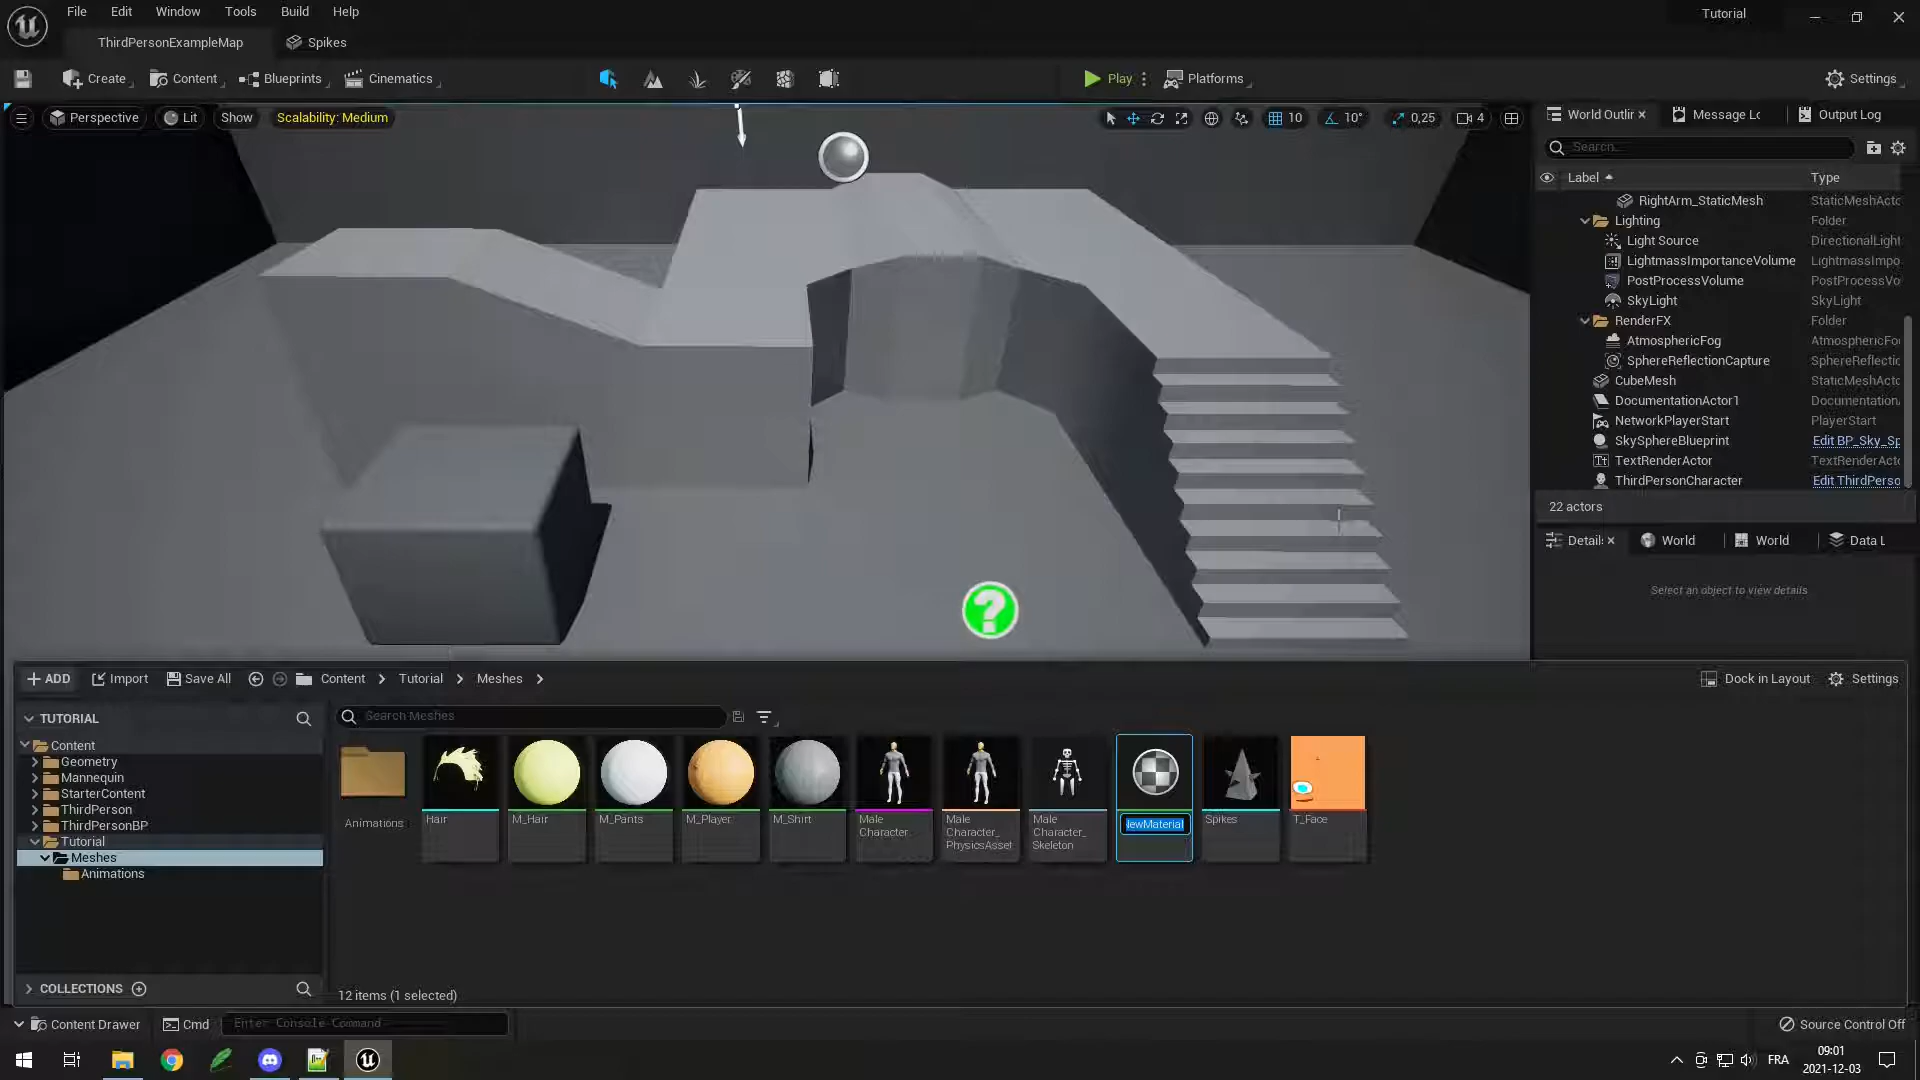 File Edit Window Tools Build Help
Tutorial
ThirdPersonExampleMap
Spikes
Create Content Blueprints Cinematics Play Platforms Settings
Perspective Lit Show Scalability: Medium
10 10° 0,25 4
World Outlir Message Lc Output Log
Search...
Label Type
RightArm_StaticMesh StaticMeshActo
Lighting Folder
Light Source DirectionalLight
LightmassImportanceVolume LightmassImpo
PostProcessVolume PostProcessVo
SkyLight SkyLight
RenderFX Folder
AtmosphericFog AtmosphericFo
SphereReflectionCapture SphereReflectic
CubeMesh StaticMeshActo
DocumentationActor1 Documentation
NetworkPlayerStart PlayerStart
SkySphereBlueprint Edit BP_Sky_Sp
TextRenderActor TextRenderActo
ThirdPersonCharacter Edit ThirdPerso
22 actors
Details World World Data L
Select an object to view details
?
+ ADD Import Save All Content Tutorial Meshes Dock in Layout Settings
TUTORIAL
Search Meshes
Content
Geometry
Mannequin
StarterContent
ThirdPerson
ThirdPersonBP
Tutorial
Meshes
Animations
Animations
Hair
M_Hair
M_Pants
M_Player
M_Shirt
Male
Character
Male
Character_
PhysicsAsset
Male
Character_
Skeleton
NewMaterial
Spikes
T_Face
COLLECTIONS
12 items (1 selected)
Content Drawer Cmd Enter Console Command Source Control Off
FRA
09:01
2021-12-03